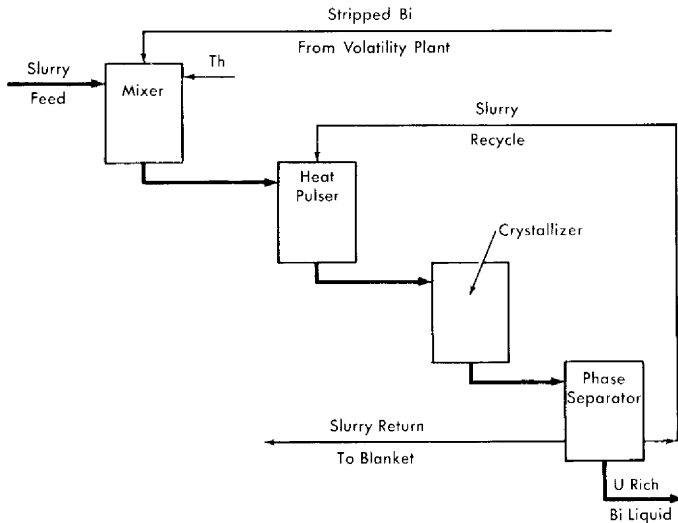 Stripped Bi
From Volatility Plant
Th
Slurry
Feed
Mixer
Slurry
Recycle
Heat
Pulser
Crystallizer
Phase
Separator
Slurry Return
To Blanket
U Rich
Bi Liquid